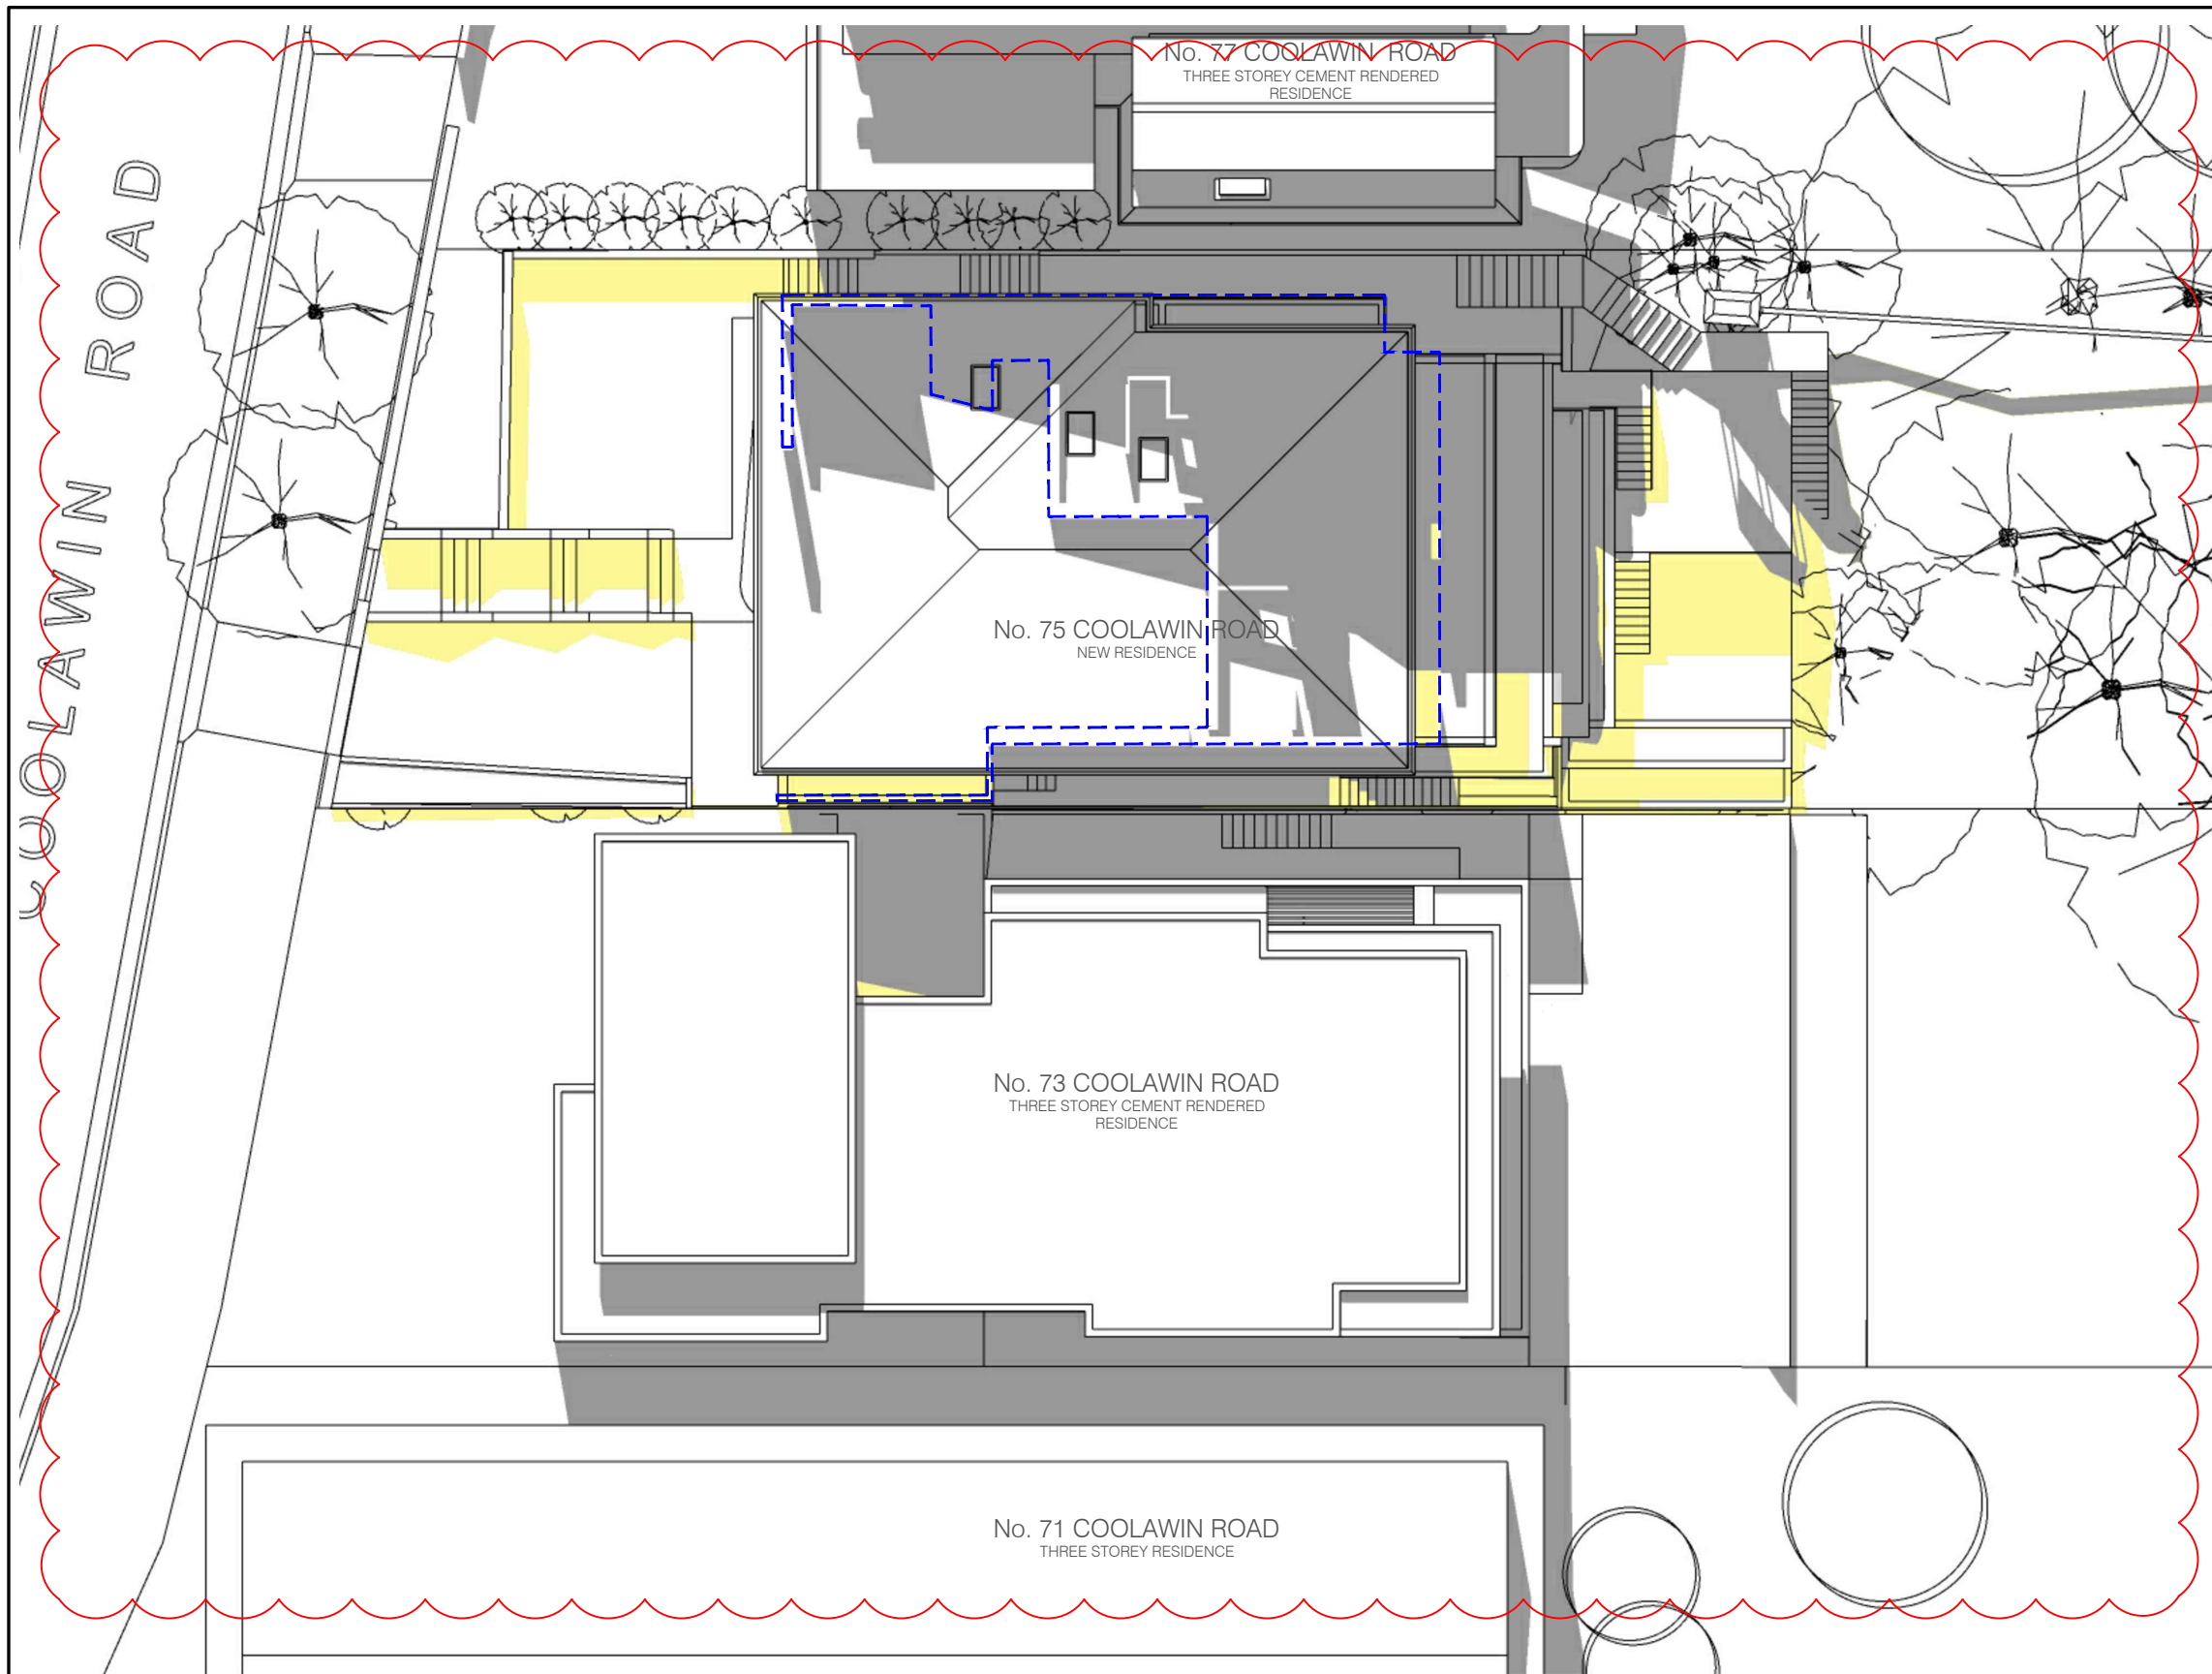 No. 77 COOLAWIN ROAD
THREE STOREY CEMENT RENDERED
RESIDENCE
COOLAWIN ROAD
No. 75 COOLAWIN ROAD
NEW RESIDENCE
No. 73 COOLAWIN ROAD
THREE STOREY CEMENT RENDERED
RESIDENCE
No. 71 COOLAWIN ROAD
THREE STOREY RESIDENCE